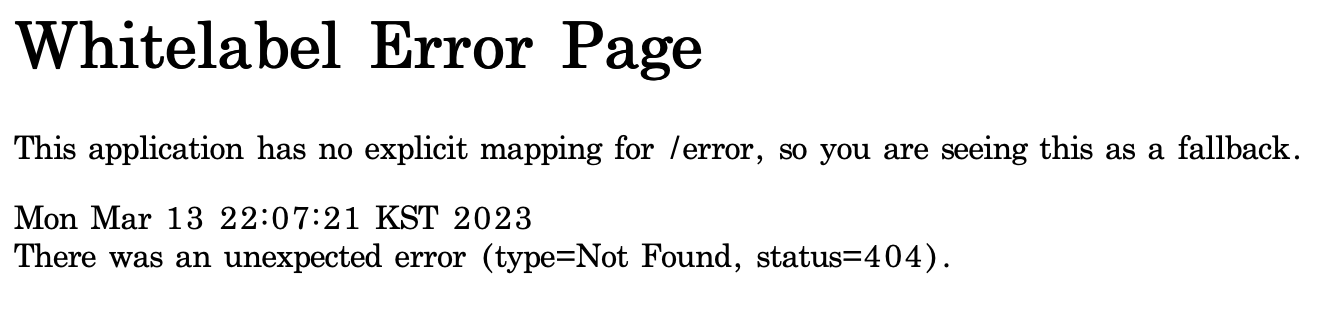 Whitelabel Error Page
This application has no explicit mapping for /error, so you are seeing this as a fallback.
Mon Mar 13 22:07:21 KST 2023
There was an unexpected error (type=Not Found, status=404).